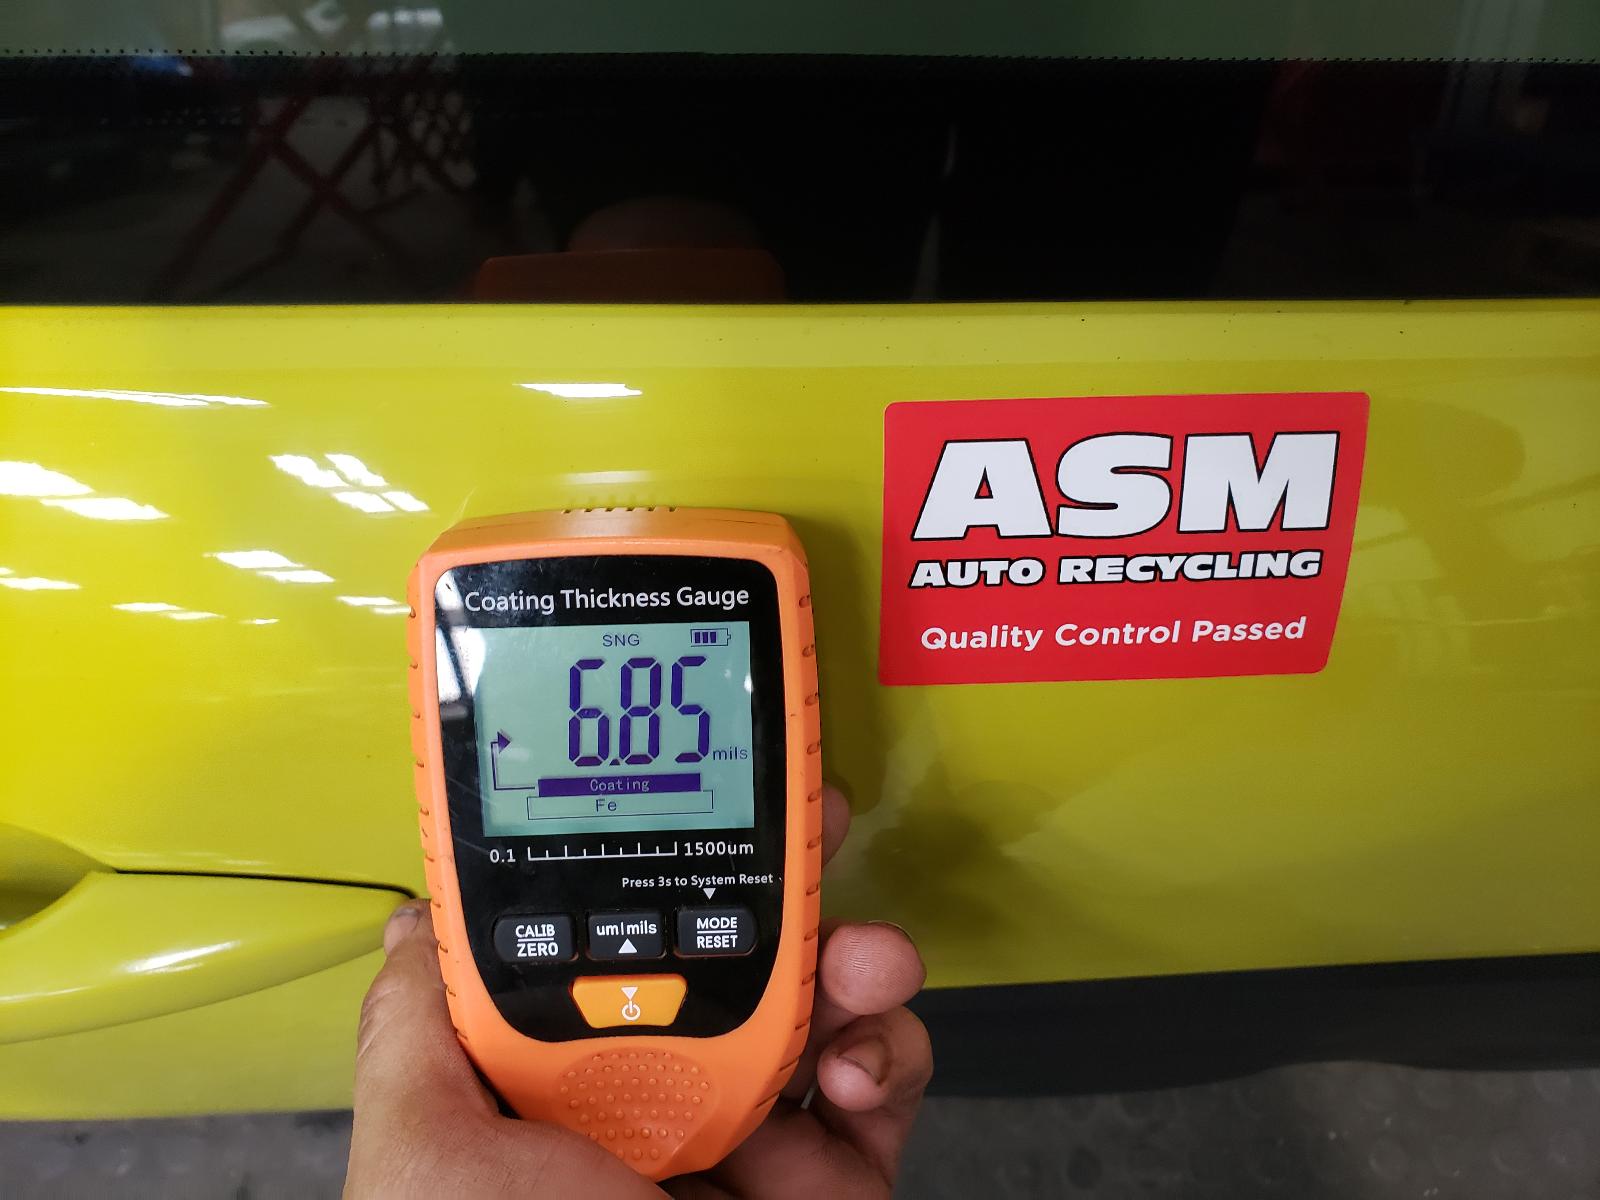 ASM
AUTO RECYCLING
Quality Control Passed
Coating Thickness Gauge
SNG
6.85 mils
Coating
Fe
0.1 1500um
Press 3s to System Reset
CALIB
ZERO
um|mils
MODE
RESET